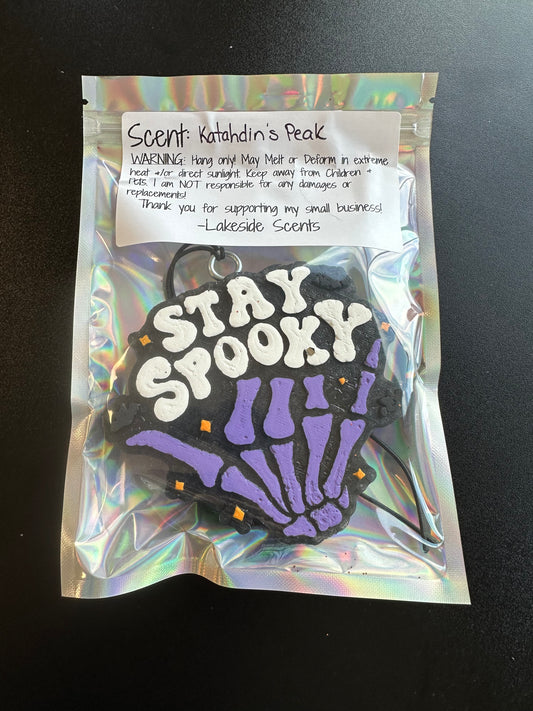 Scent: Katahdin's Peak
WARNING: Hang only! May Melt or Deform in extreme
heat &/or direct sunlight. Keep away from Children &
Pets. I am NOT responsible for any damages or
replacements!
Thank you for supporting my small business!
-Lakeside Scents
STAY
SPOOKY